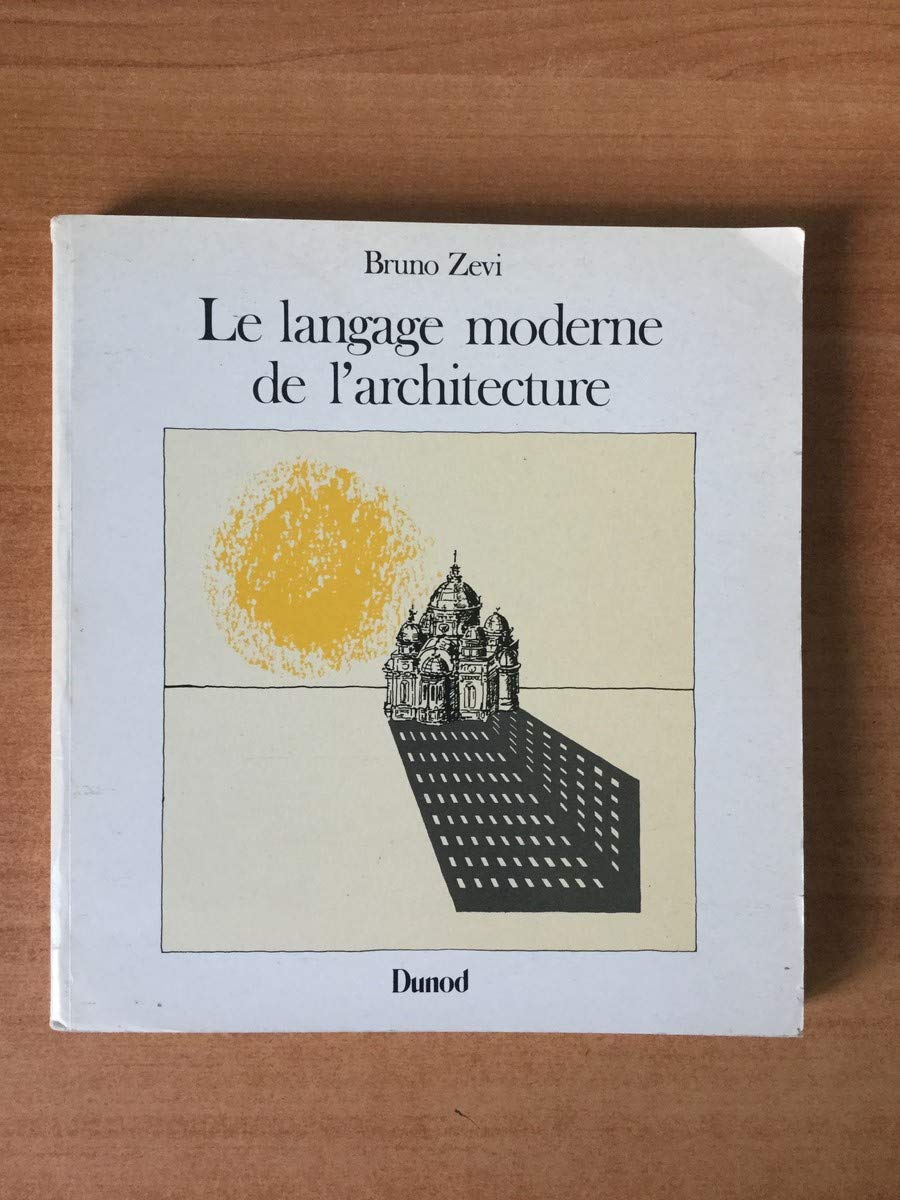 Bruno Zevi
Le langage moderne
de l'architecture
Dunod